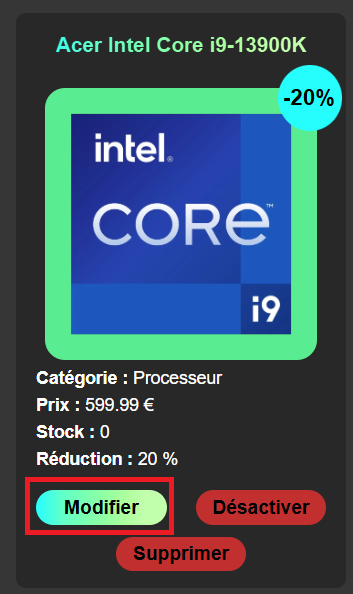 Acer Intel Core i9-13900K
-20%
intel.
CORe™
i9
Catégorie : Processeur
Prix : 599.99 €
Stock : 0
Réduction : 20 %
Modifier
Désactiver
Supprimer